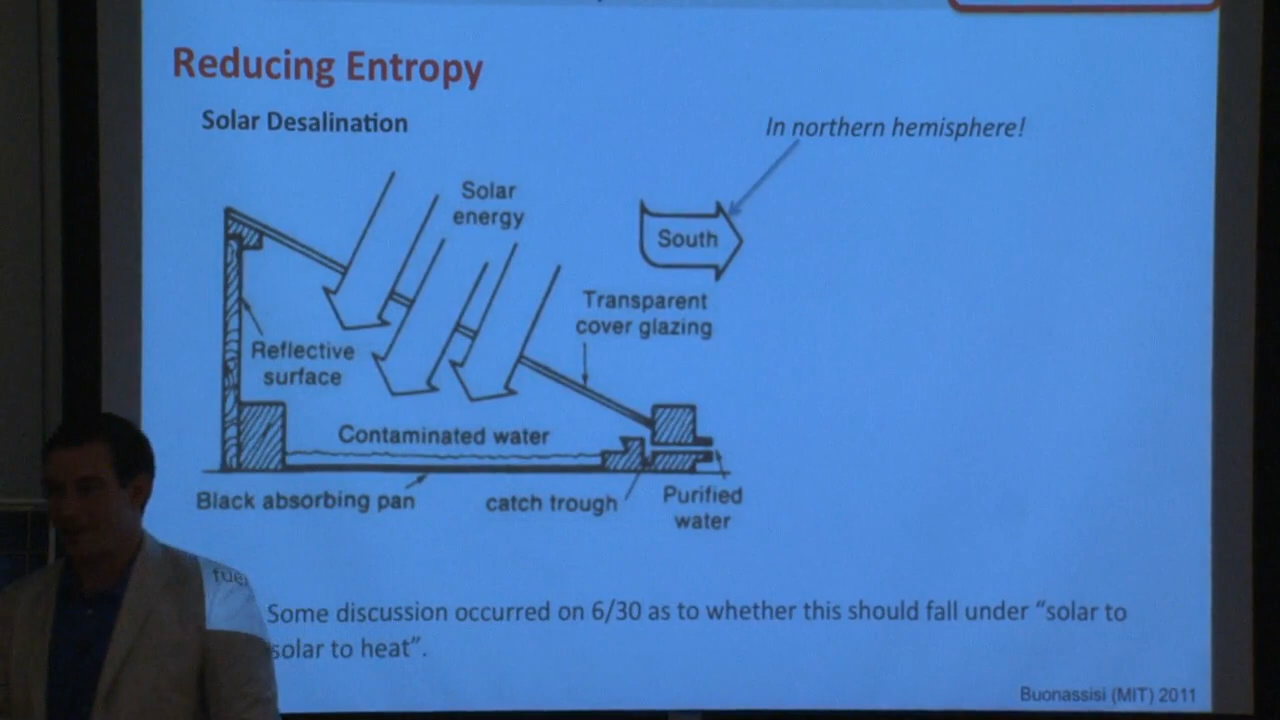 Reducing Entropy
Solar Desalination
In northern hemisphere!
Solar
energy
South
Transparent
cover glazing
Reflective
surface
Contaminated water
Black absorbing pan
catch trough
Purified
water
Some discussion occurred on 6/30 as to whether this should fall under “solar to
solar to heat”.
Buonassisi (MIT) 2011